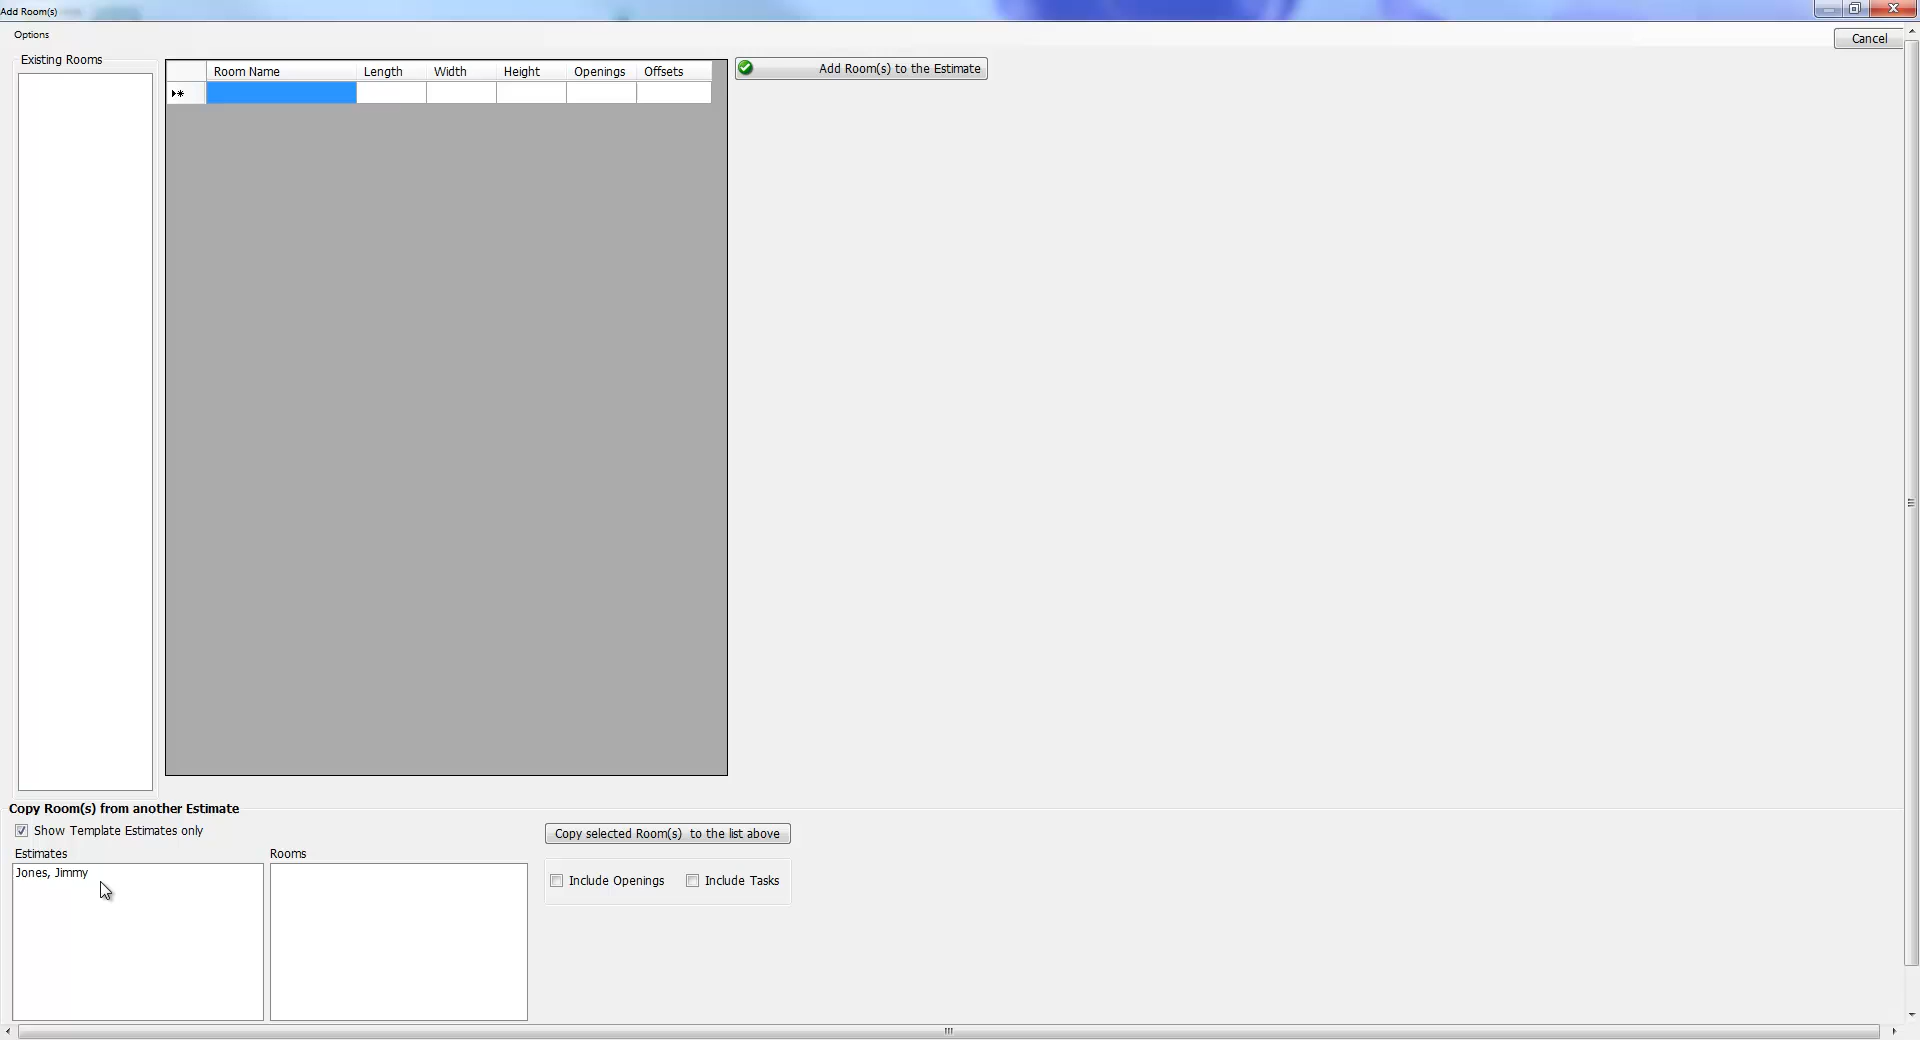 Add Room(s)
Options
Cancel
Existing Rooms
Room Name Length Width Height Openings Offsets
Add Room(s) to the Estimate
Copy Room(s) from another Estimate
Show Template Estimates only
Copy selected Room(s) to the list above
Estimates Rooms
Jones, Jimmy
Include Openings Include Tasks